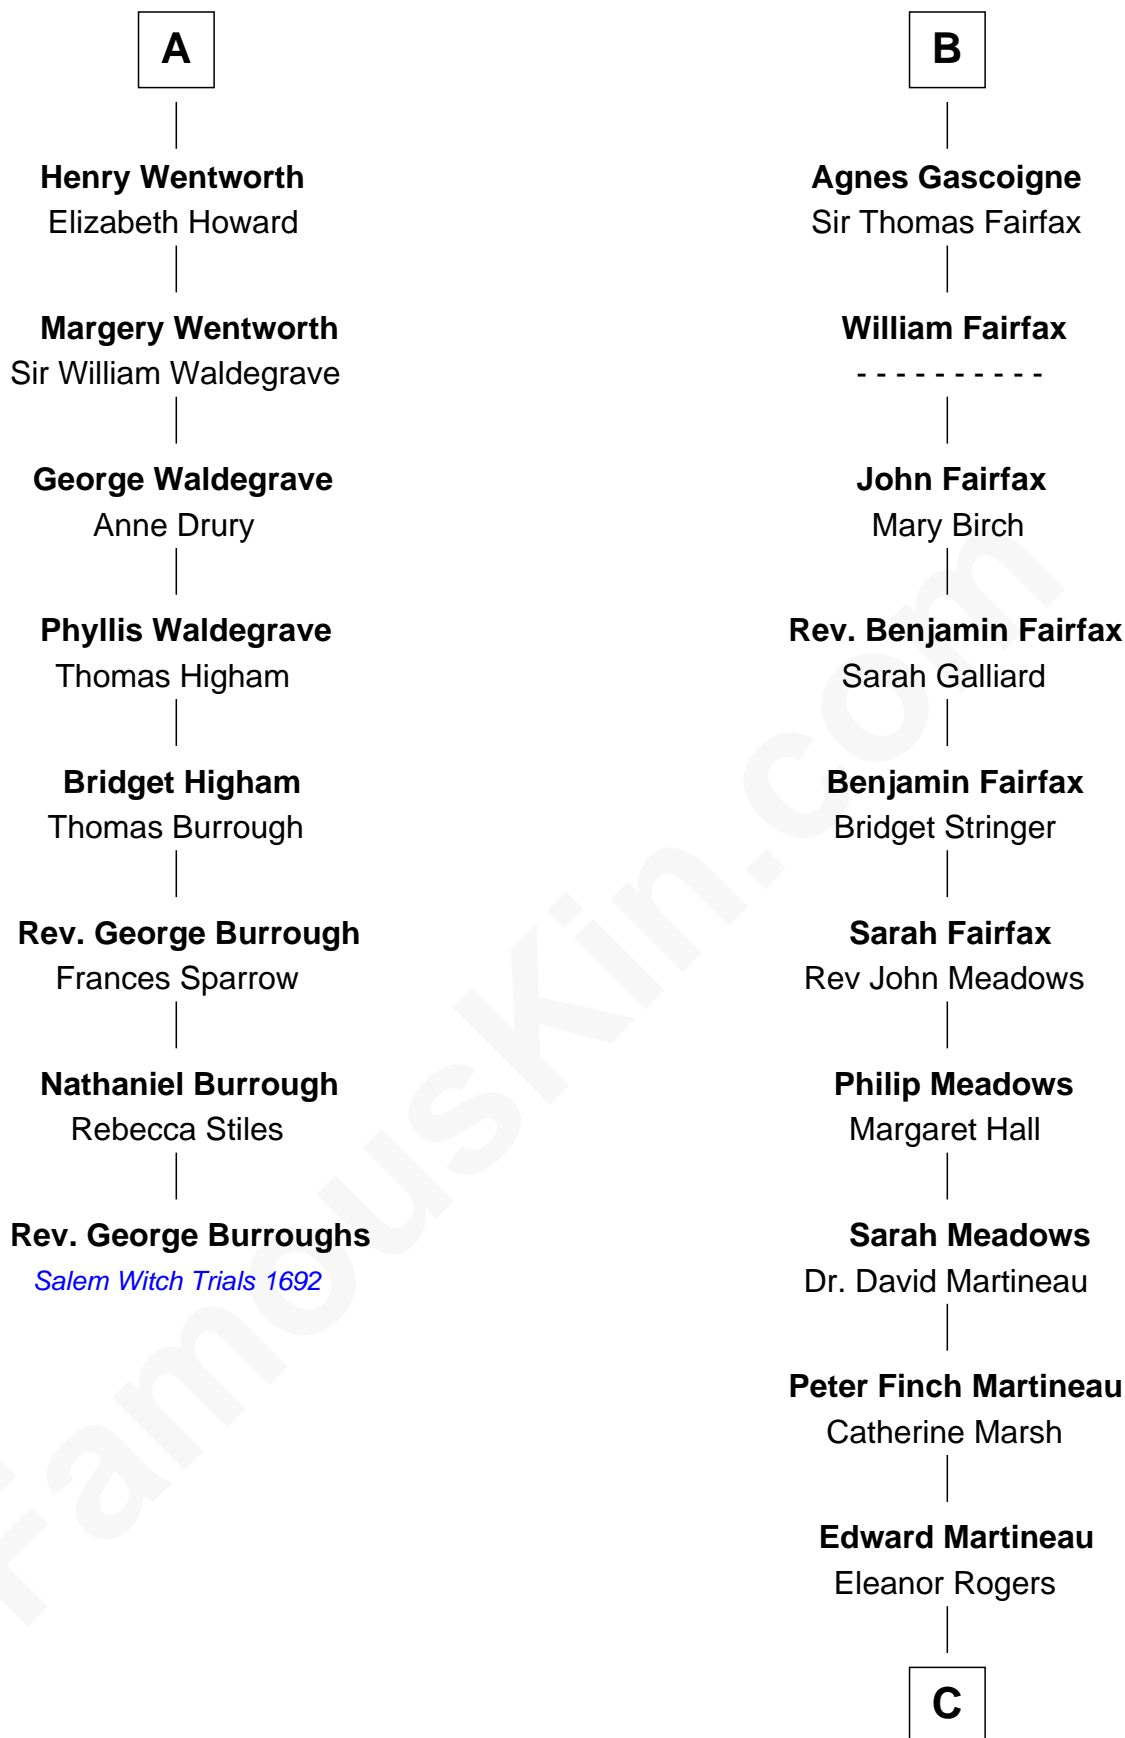 A
Henry Wentworth
Elizabeth Howard
Margery Wentworth
Sir William Waldegrave
George Waldegrave
Anne Drury
Phyllis Waldegrave
Thomas Higham
Bridget Higham
Thomas Burrough
Rev. George Burrough
Frances Sparrow
Nathaniel Burrough
Rebecca Stiles
Rev. George Burroughs
Salem Witch Trials 1692
B
Agnes Gascoigne
Sir Thomas Fairfax
William Fairfax
- - - - - - - - - -
John Fairfax
Mary Birch
Rev. Benjamin Fairfax
Sarah Galliard
Benjamin Fairfax
Bridget Stringer
Sarah Fairfax
Rev John Meadows
Philip Meadows
Margaret Hall
Sarah Meadows
Dr. David Martineau
Peter Finch Martineau
Catherine Marsh
Edward Martineau
Eleanor Rogers
C
FamousKin.com